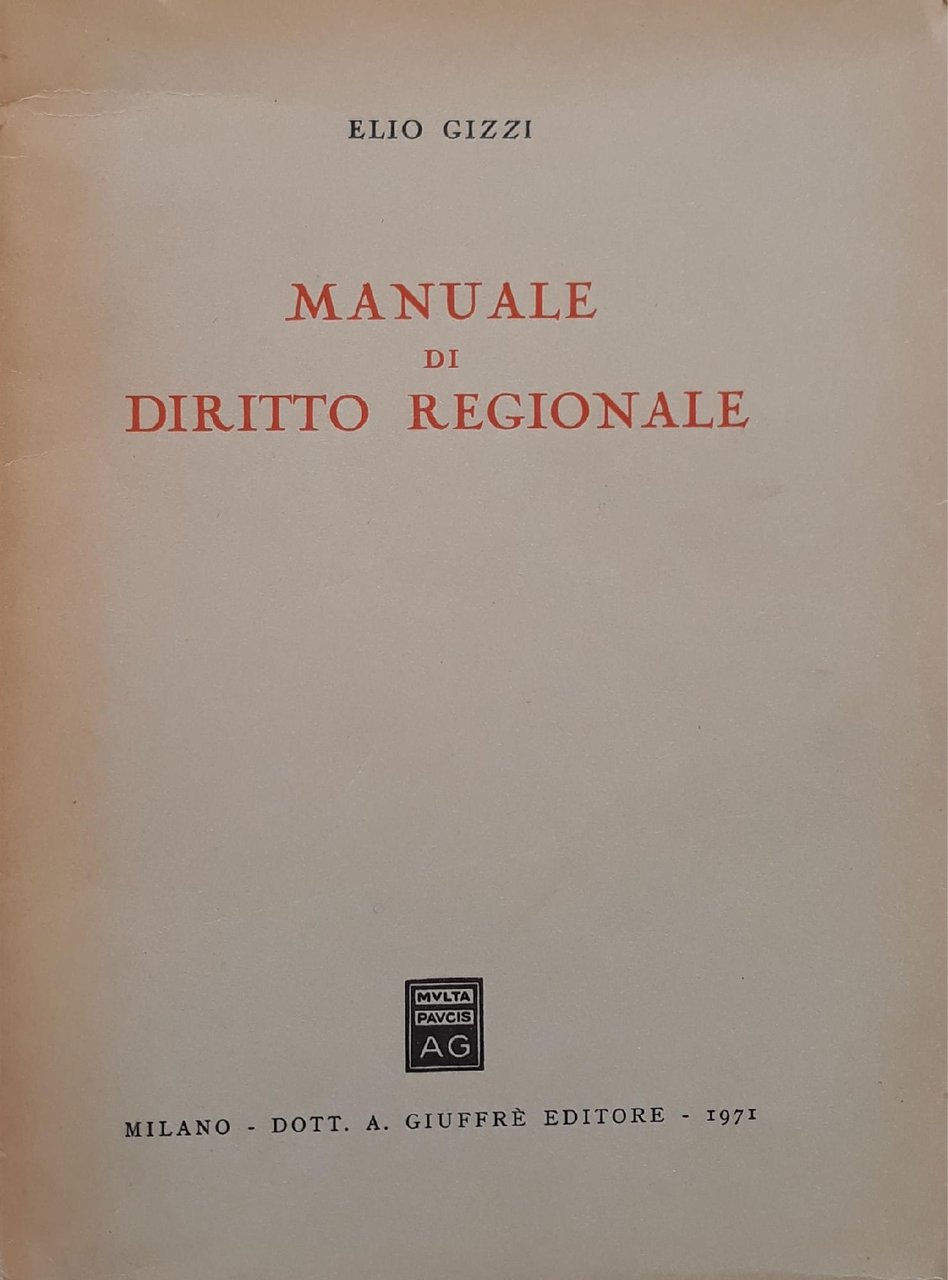 ELIO GIZZI
MANUALE
DI
DIRITTO REGIONALE
MVLTA
PAVCIS
AG
MILANO - DOTT. A. GIUFFRÈ EDITORE - 1971